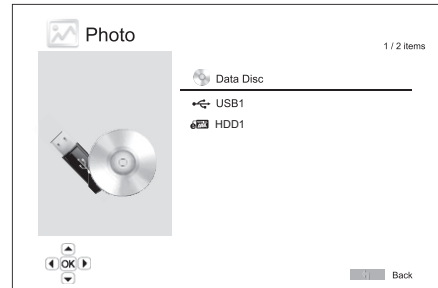 Photo
1 / 2 items
Data Disc
USB1
HDD1
OK
Back